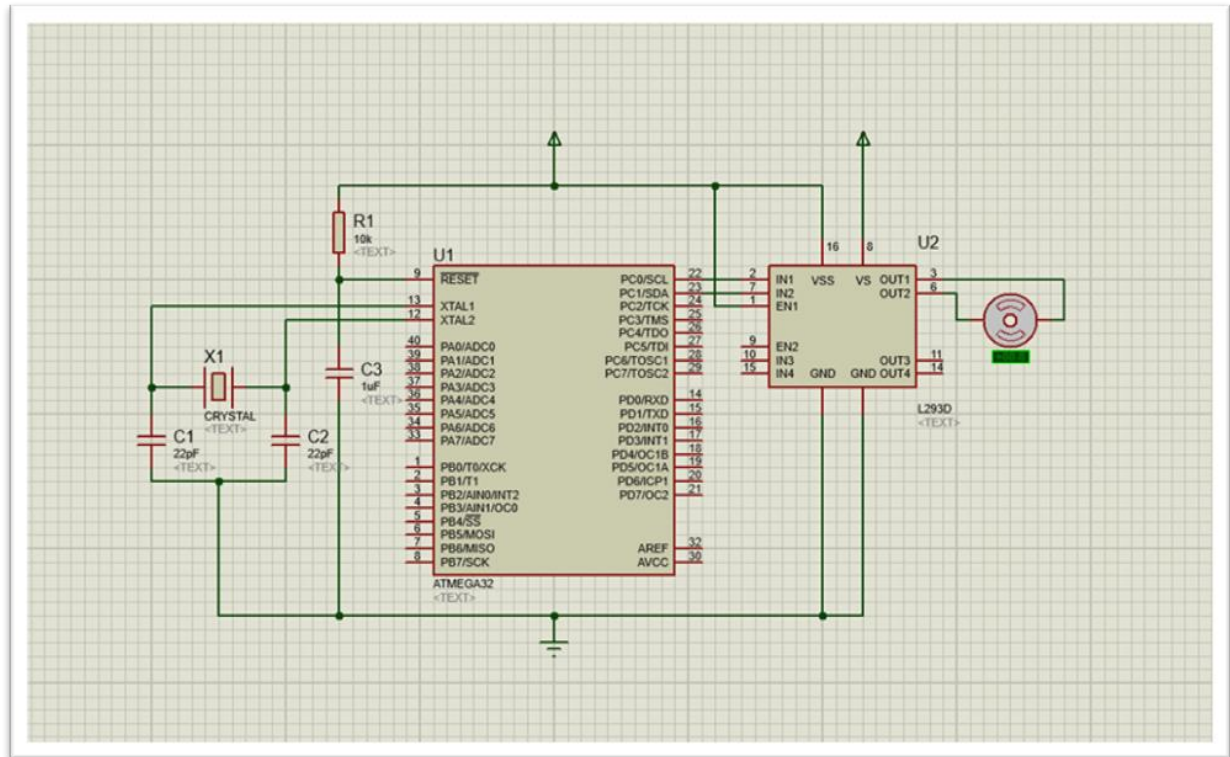 R1
10k
<TEXT>
U1
9
RESET
13
XTAL1
12
XTAL2
40
PA0/ADC0
39
PA1/ADC1
38
PA2/ADC2
37
PA3/ADC3
36
PA4/ADC4
35
PA5/ADC5
34
PA6/ADC6
33
PA7/ADC7
1
PB0/T0/XCK
2
PB1/T1
3
PB2/AIN0/INT2
4
PB3/AIN1/OC0
5
PB4/SS
6
PB5/MOSI
7
PB6/MISO
8
PB7/SCK
PC0/SCL
22
PC1/SDA
23
PC2/TCK
24
PC3/TMS
25
PC4/TDO
26
PC5/TDI
27
PC6/TOSC1
28
PC7/TOSC2
29
PD0/RXD
14
PD1/TXD
15
PD2/INT0
16
PD3/INT1
17
PD4/OC1B
18
PD5/OC1A
19
PD6/ICP1
20
PD7/OC2
21
AREF
32
AVCC
30
ATMEGA32
<TEXT>
X1
CRYSTAL
<TEXT>
C1
22pF
<TEXT>
C2
22pF
<TEXT>
C3
1uF
<TEXT>
U2
16
8
2
IN1
7
IN2
1
EN1
9
EN2
10
IN3
15
IN4
VSS
VS
OUT1
3
OUT2
6
OUT3
11
OUT4
14
GND
GND
L293D
<TEXT>